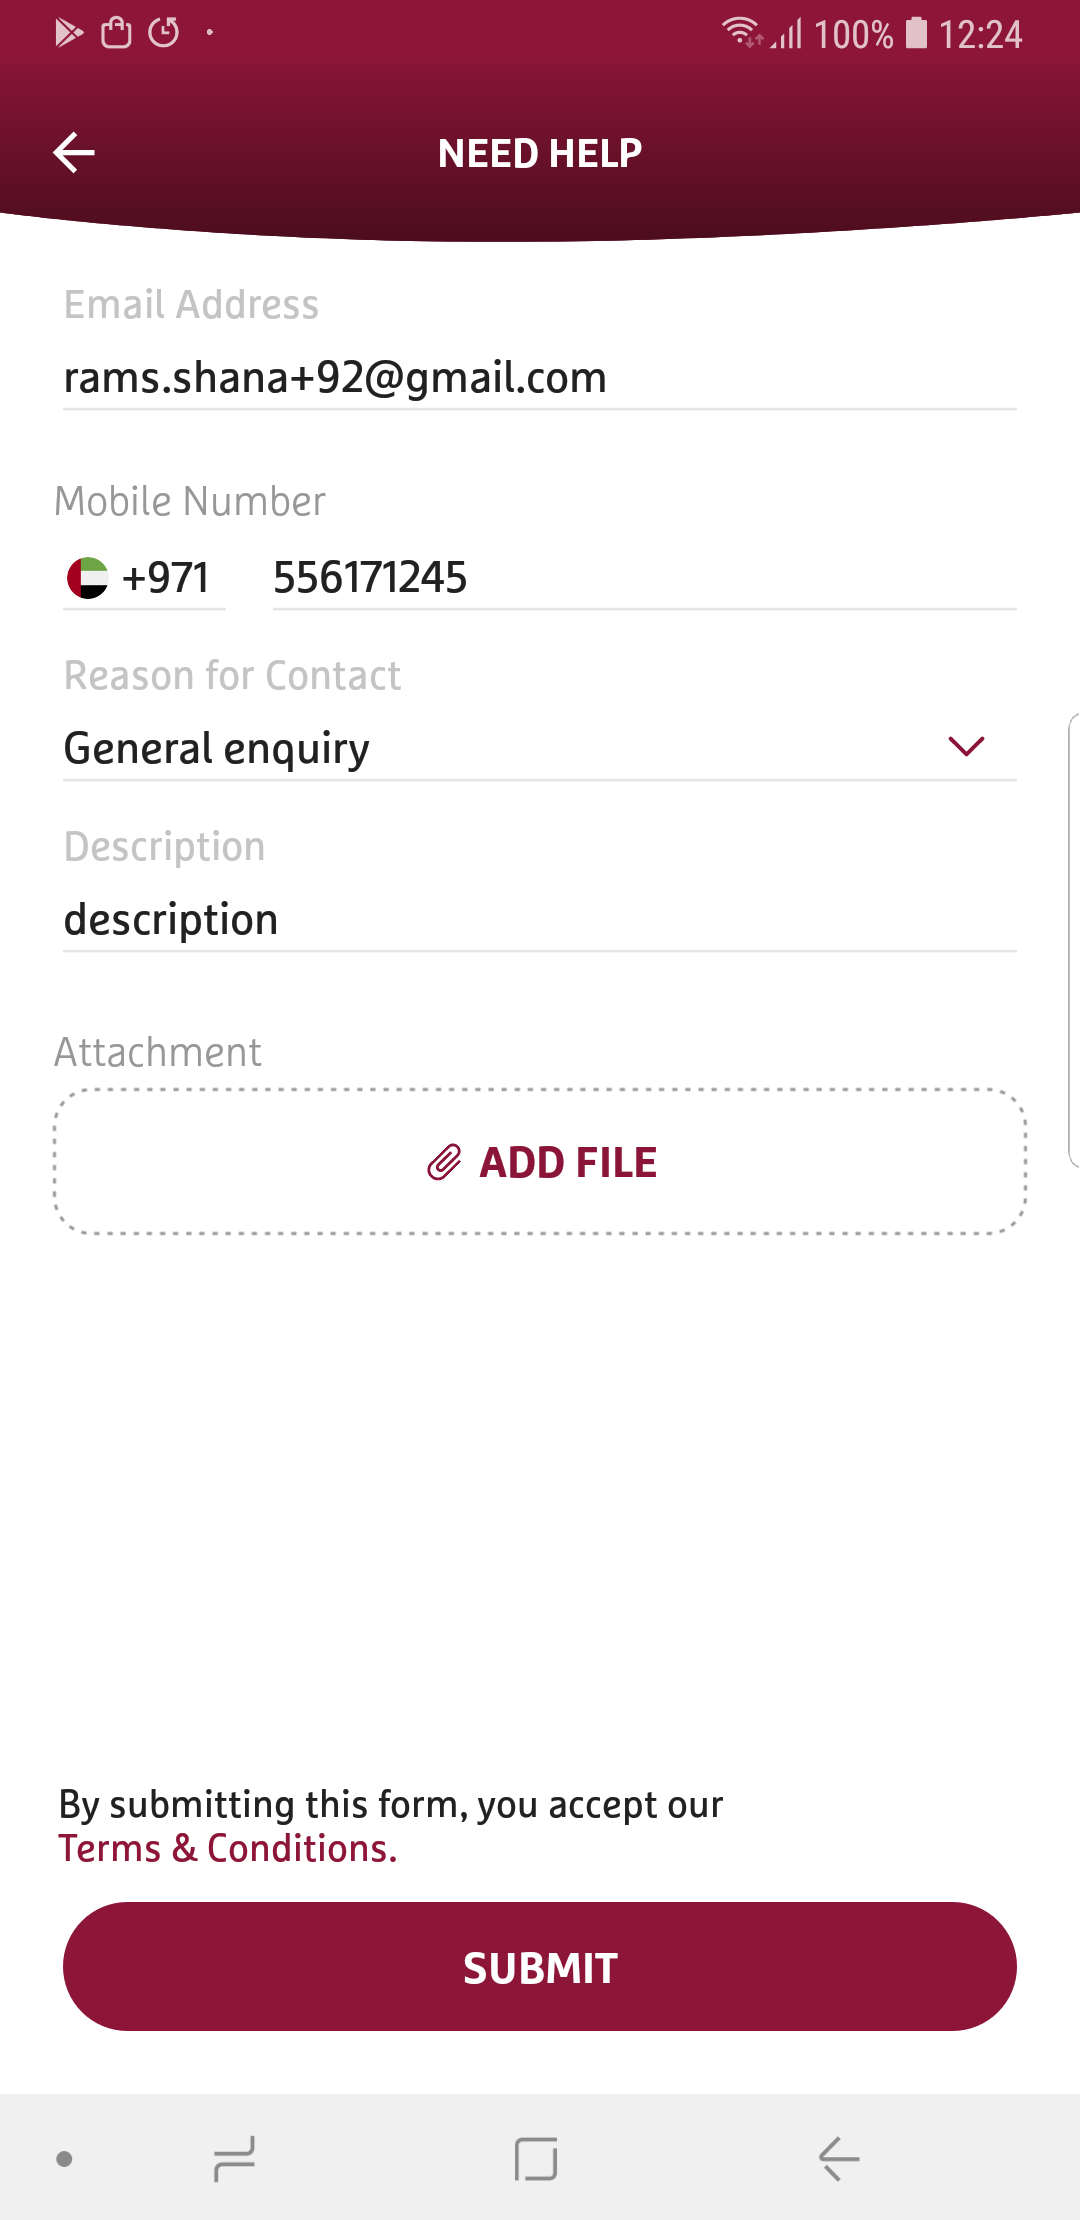 100% 12:24
NEED HELP
Email Address
rams.shana+92@gmail.com
Mobile Number
+971 556171245
Reason for Contact
General enquiry
Description
description
Attachment
ADD FILE
By submitting this form, you accept our
Terms & Conditions.
SUBMIT